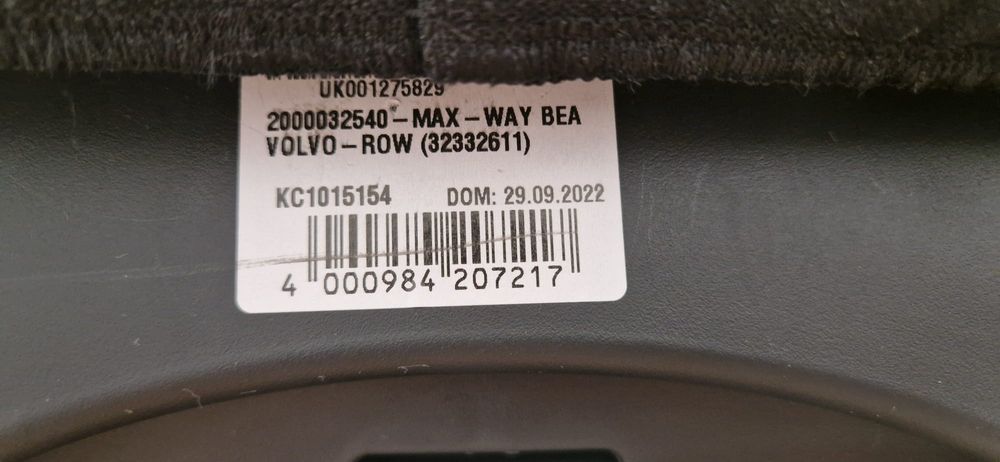 UK001275829
2000032540-MAX-WAY BEA
VOLVO-ROW (32332611)
KC1015154 DOM: 29.09.2022
4 000984 207217